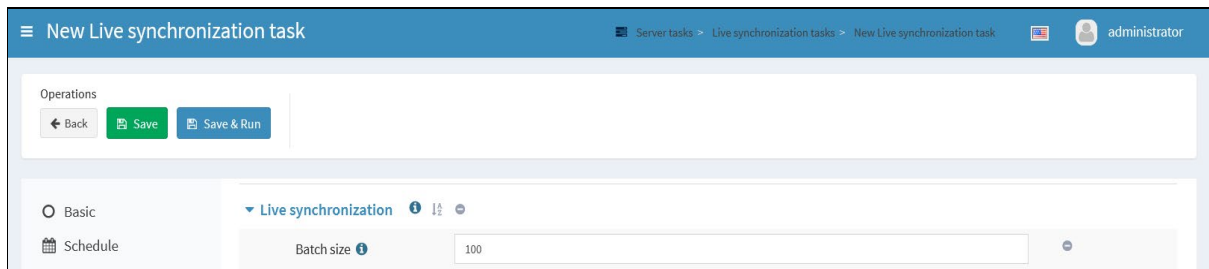 New Live synchronization task
Server tasks > Live synchronization tasks > New Live synchronization task
administrator
Operations
Back
Save
Save & Run
Basic
Live synchronization
Schedule
Batch size
100